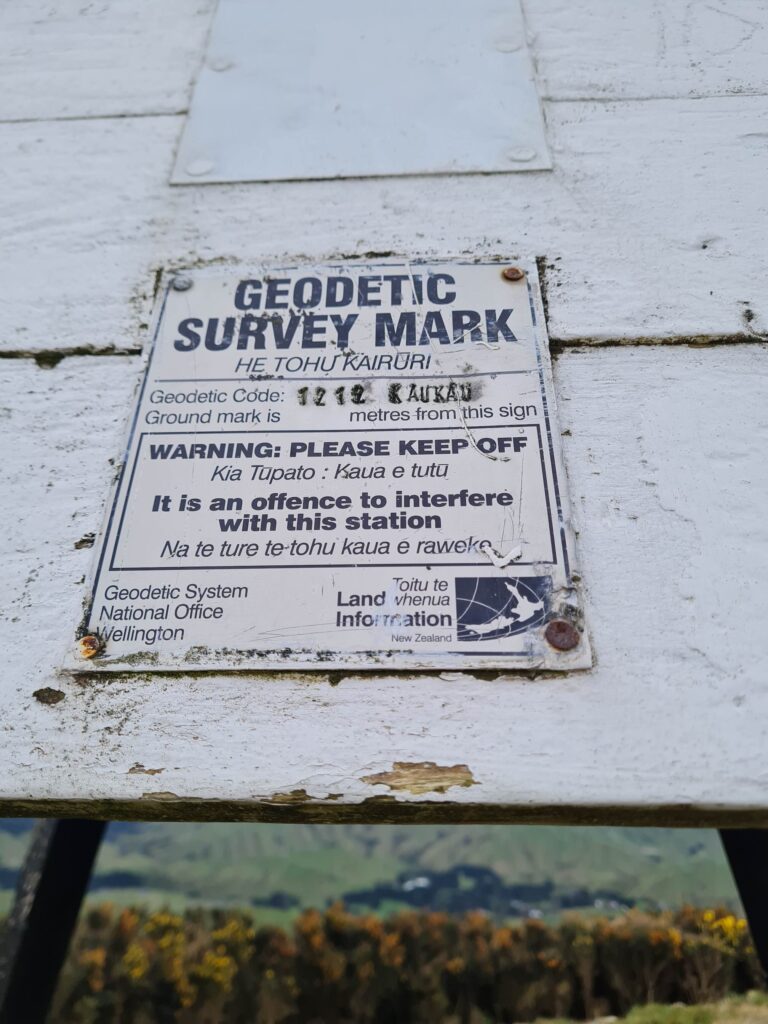 GEODETIC
SURVEY MARK
HE TOHU KAIRŪRI
Geodetic Code: 1212 KAUKAU
Ground mark is metres from this sign
WARNING: PLEASE KEEP OFF
Kia Tūpato : Kaua e tutū
It is an offence to interfere
with this station
Na te ture te tohu kaua e raweke
Geodetic System
National Office
Wellington
Toitu te
Land whenua
Information
New Zealand